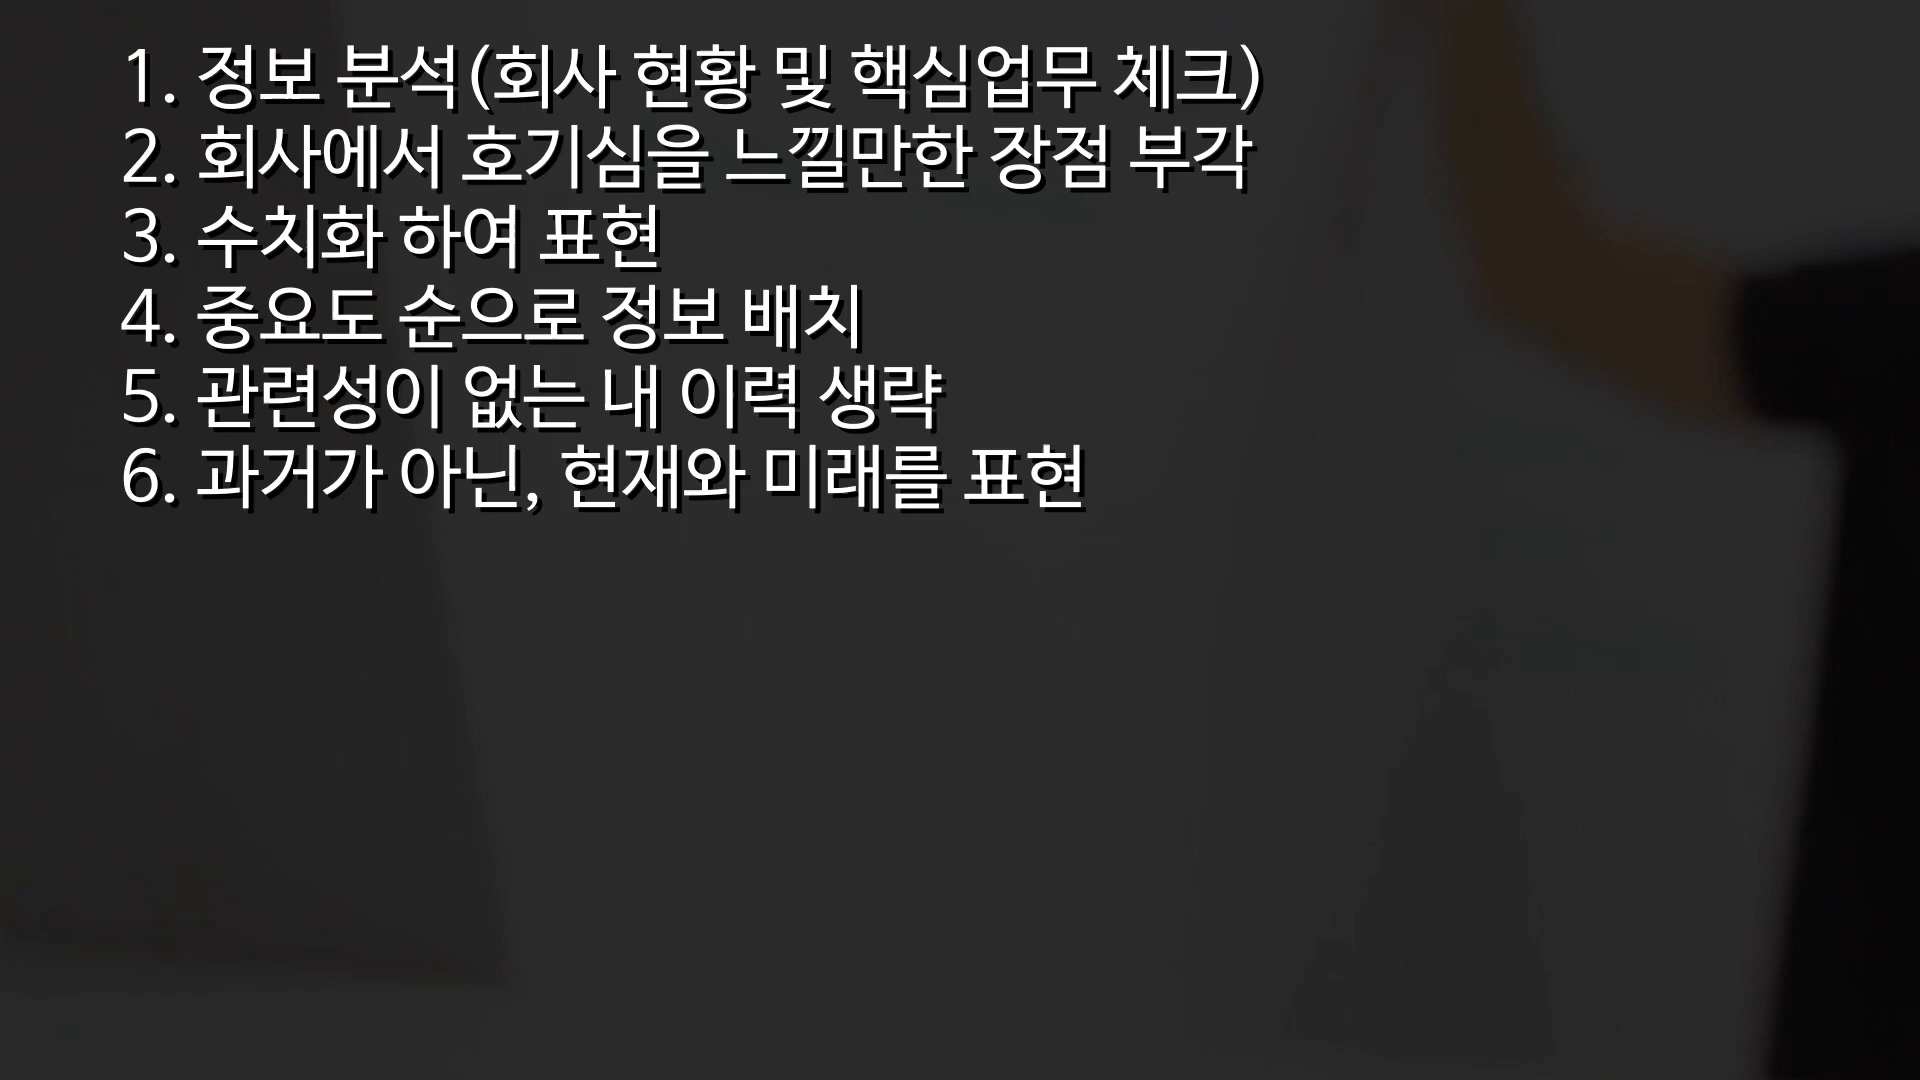 1. 정보 분석(회사 현황 및 핵심업무 체크)
2. 회사에서 호기심을 느낄만한 장점 부각
3. 수치화 하여 표현
4. 중요도 순으로 정보 배치
5. 관련성이 없는 내 이력 생략
6. 과거가 아닌, 현재와 미래를 표현